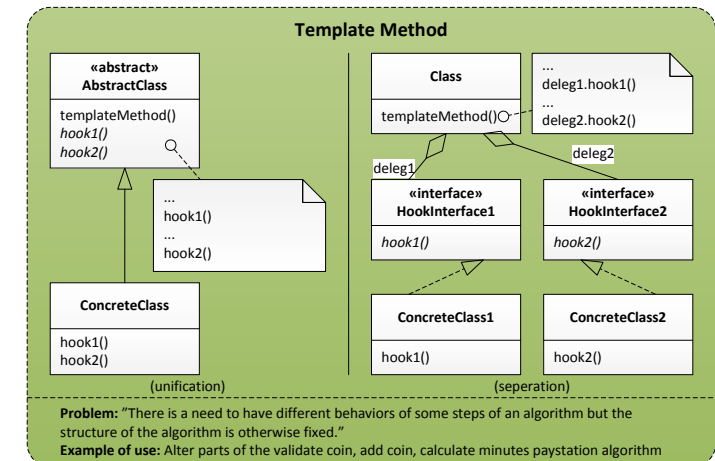 Template Method
«abstract»
AbstractClass
templateMethod()
hook1()
hook2()
...
hook1()
...
hook2()
ConcreteClass
hook1()
hook2()
(unification)
Class
templateMethod()
...
deleg1.hook1()
...
deleg2.hook2()
deleg1
deleg2
«interface»
HookInterface1
hook1()
«interface»
HookInterface2
hook2()
ConcreteClass1
hook1()
ConcreteClass2
hook2()
(seperation)
Problem: ”There is a need to have different behaviors of some steps of an algorithm but the
structure of the algorithm is otherwise fixed.”
Example of use: Alter parts of the validate coin, add coin, calculate minutes paystation algorithm